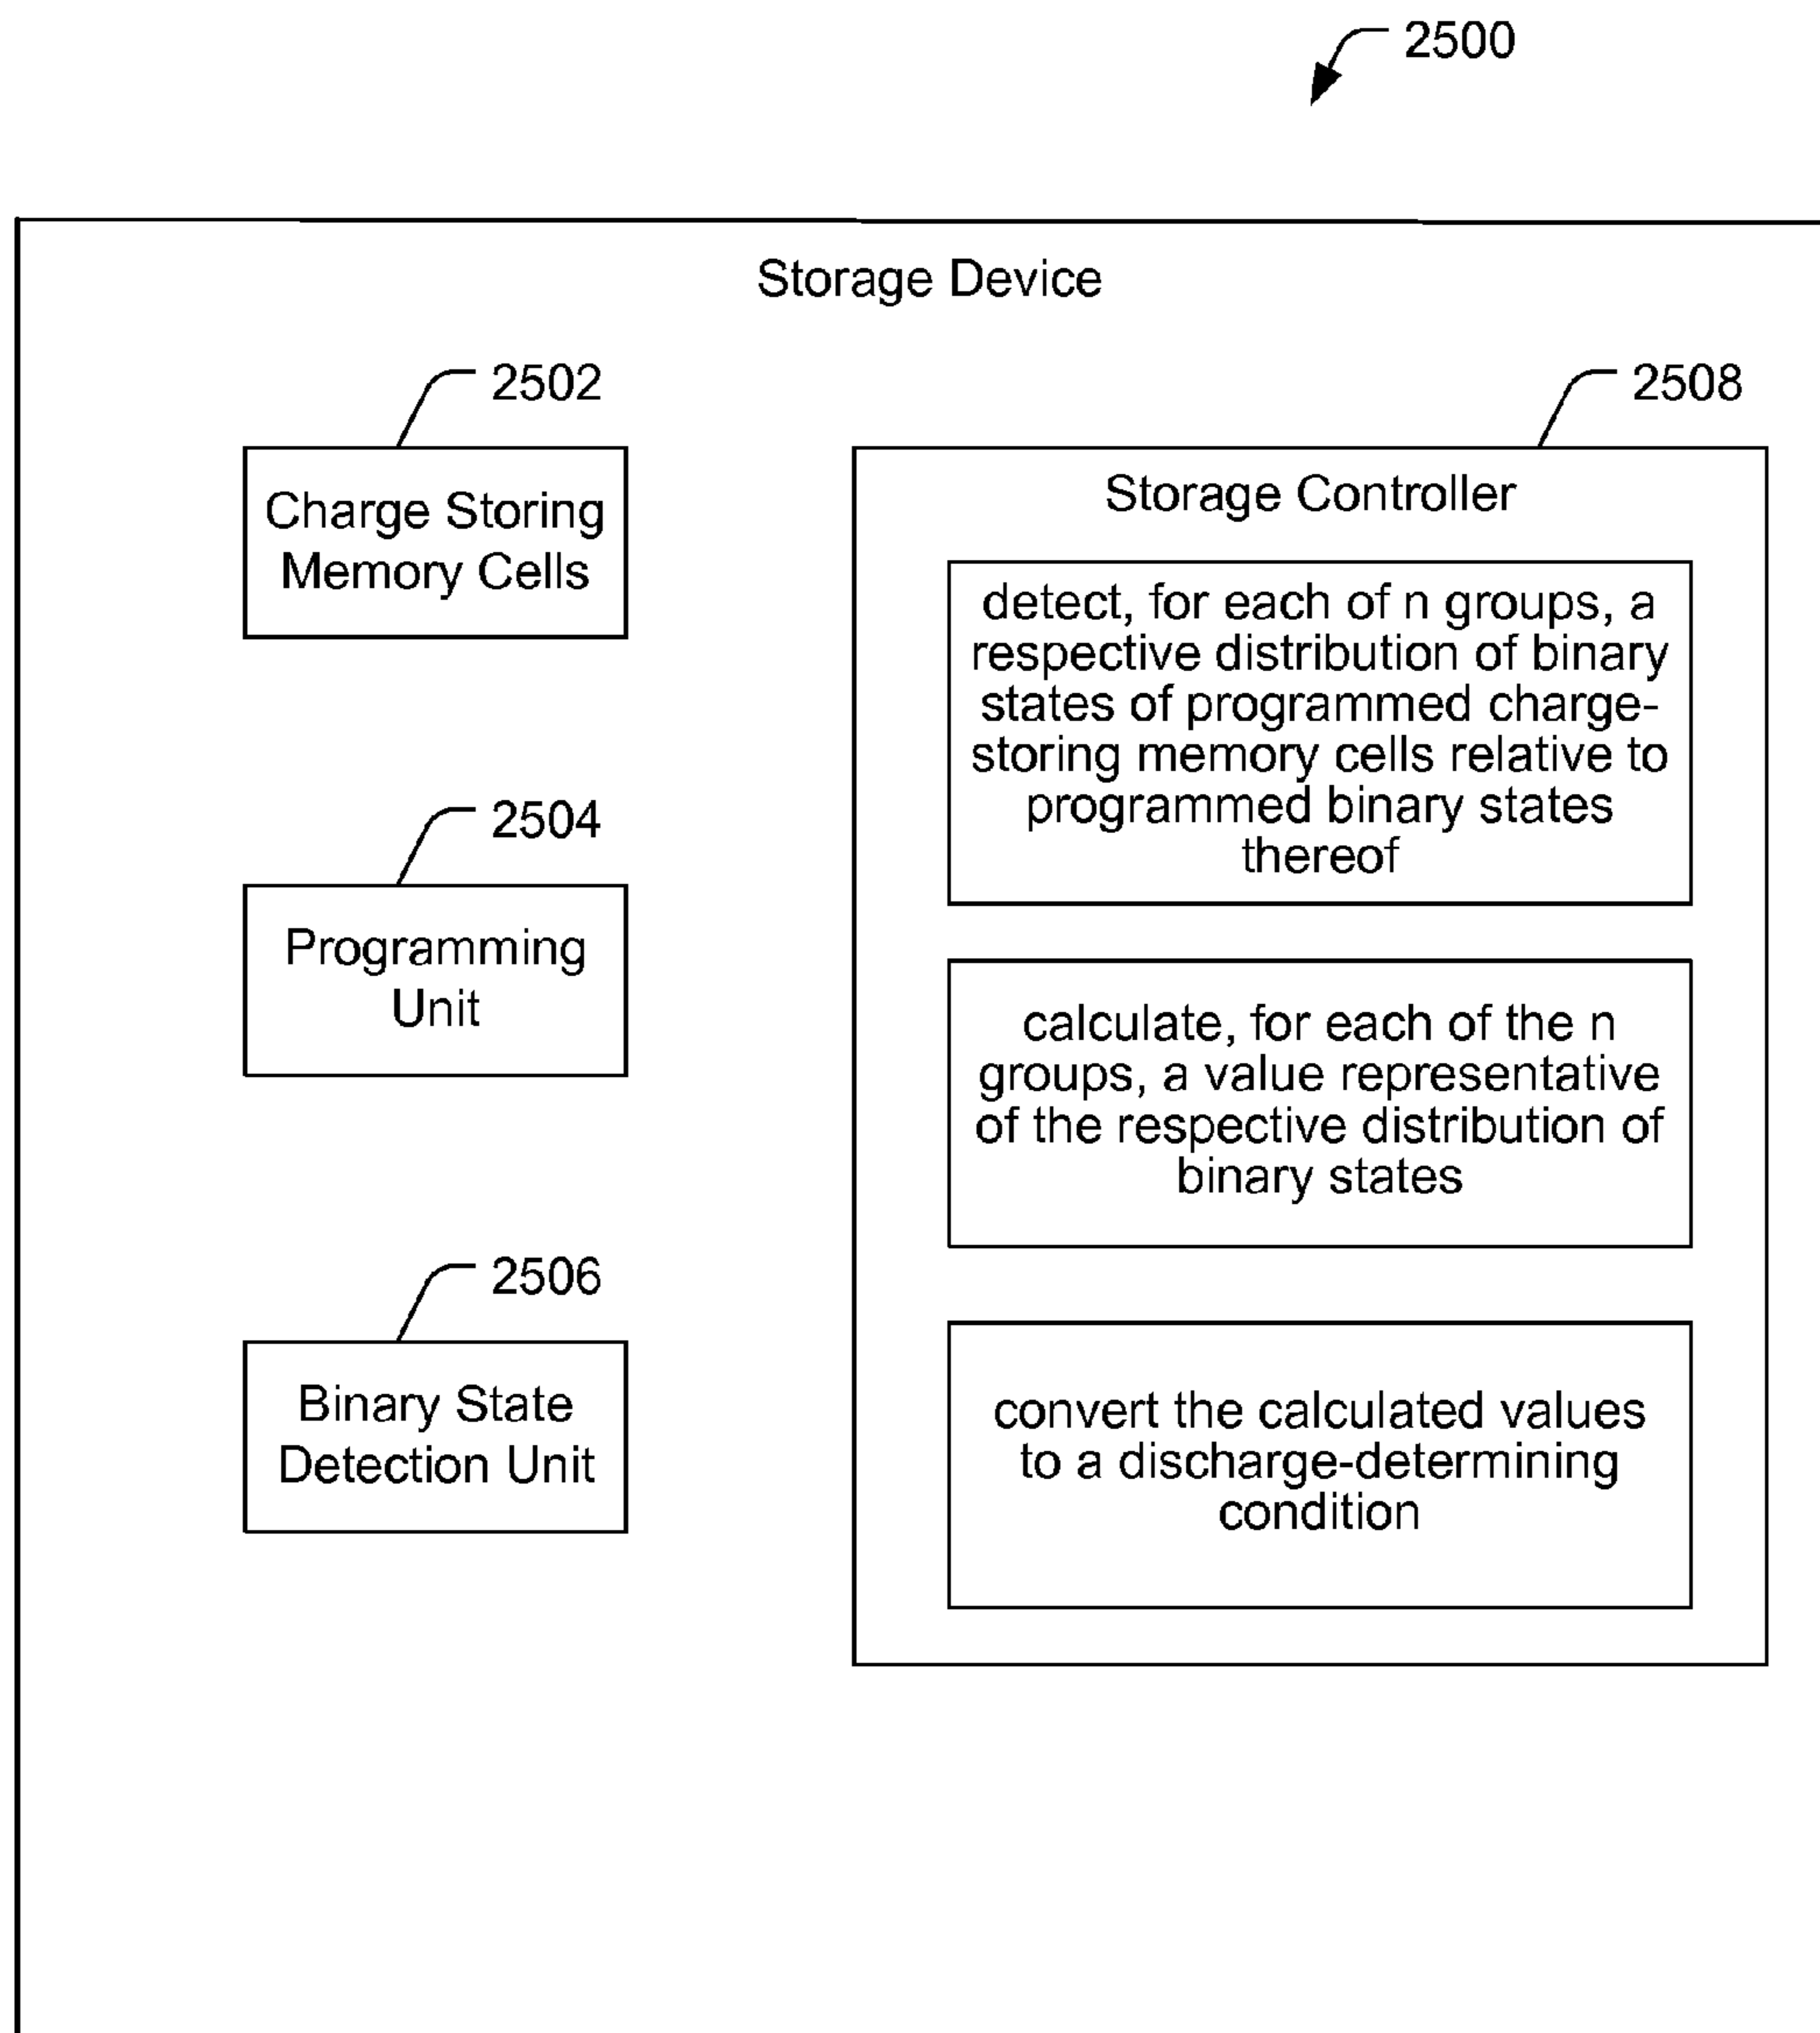 2500
Storage Device
2502
Charge Storing
Memory Cells
2504
Programming
Unit
2506
Binary State
Detection Unit
2508
Storage Controller
detect, for each of n groups, a
respective distribution of binary
states of programmed charge-
storing memory cells relative to
programmed binary states
thereof
calculate, for each of the n
groups, a value representative
of the respective distribution of
binary states
convert the calculated values
to a discharge-determining
condition